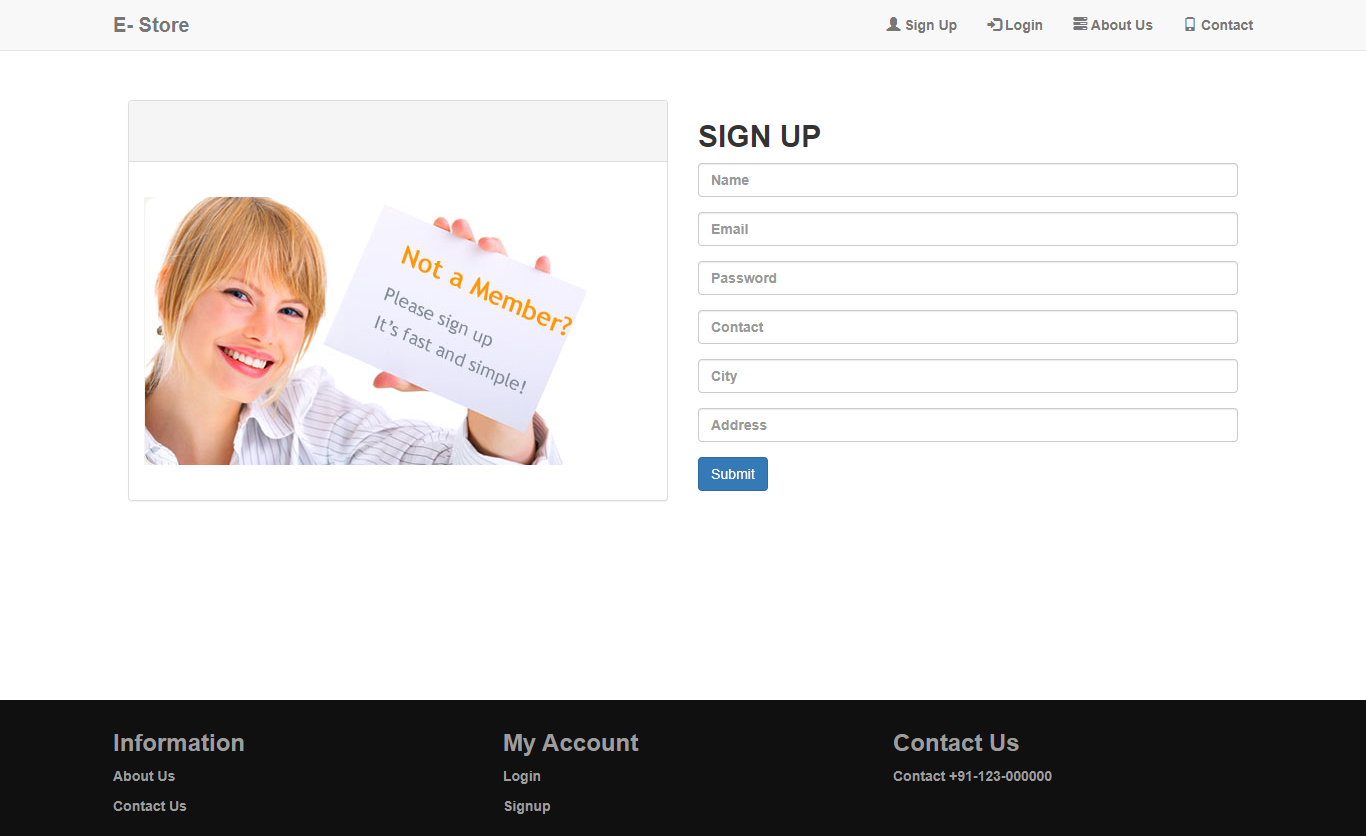 E- Store
Sign Up
Login
About Us
Contact
Not a Member?
Please sign up
It's fast and simple!
SIGN UP
Name
Email
Password
Contact
City
Address
Submit
Information
About Us
Contact Us
My Account
Login
Signup
Contact Us
Contact +91-123-000000